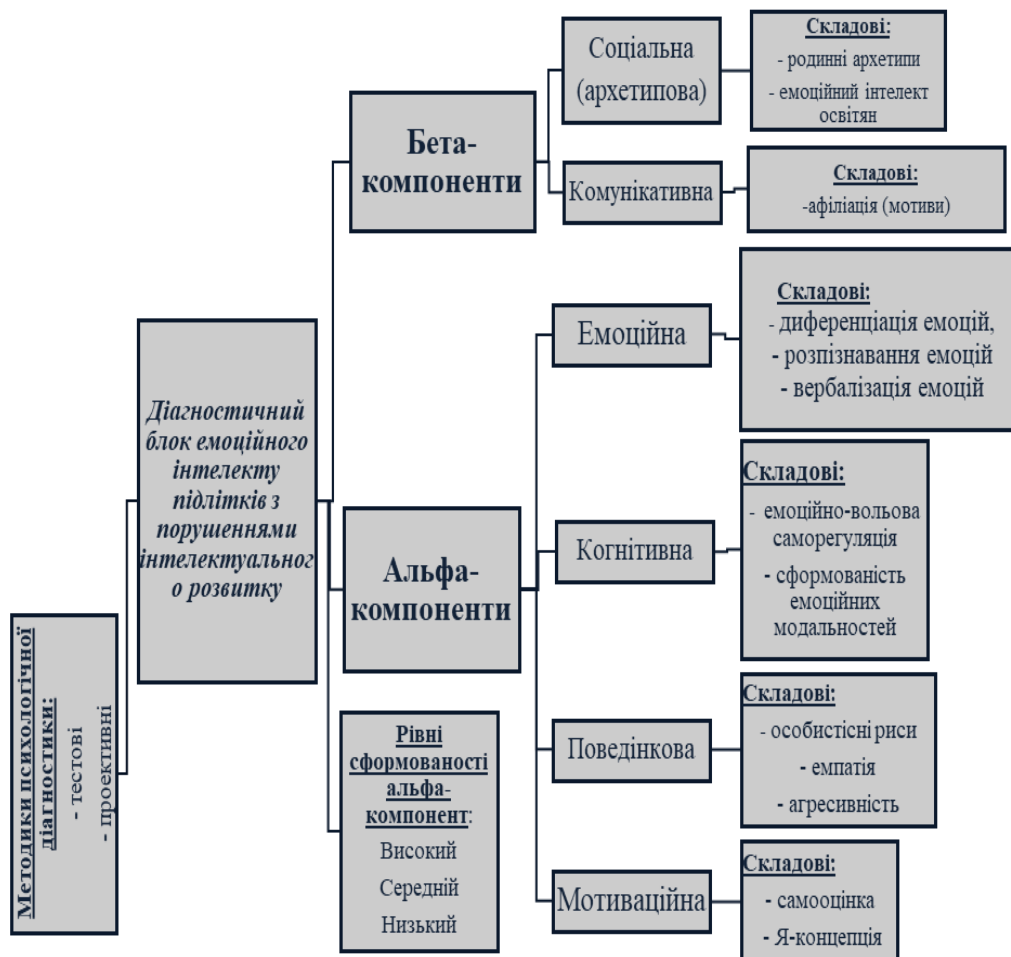 Методики психологічної
діагностики:
- тестові
- проективні
Діагностичний
блок емоційного
інтелекту
підлітків з
порушеннями
інтелектуальног
о розвитку
Бета-
компоненти
Соціальна
(архетипова)
Складові:
- родинні архетипи
- емоційний інтелект
освітян
Комунікативна
Складові:
-афіліація (мотиви)
Альфа-
компоненти
Емоційна
Складові:
- диференціація емоцій,
- розпізнавання емоцій
- вербалізація емоцій
Когнітивна
Складові:
- емоційно-вольова
саморегуляція
- сформованість
емоційних
модальностей
Поведінкова
Складові:
- особистісні риси
- емпатія
- агресивність
Мотиваційна
Складові:
- самооцінка
- Я-концепція
Рівні
сформованості
альфа-
компонент:
Високий
Середній
Низький